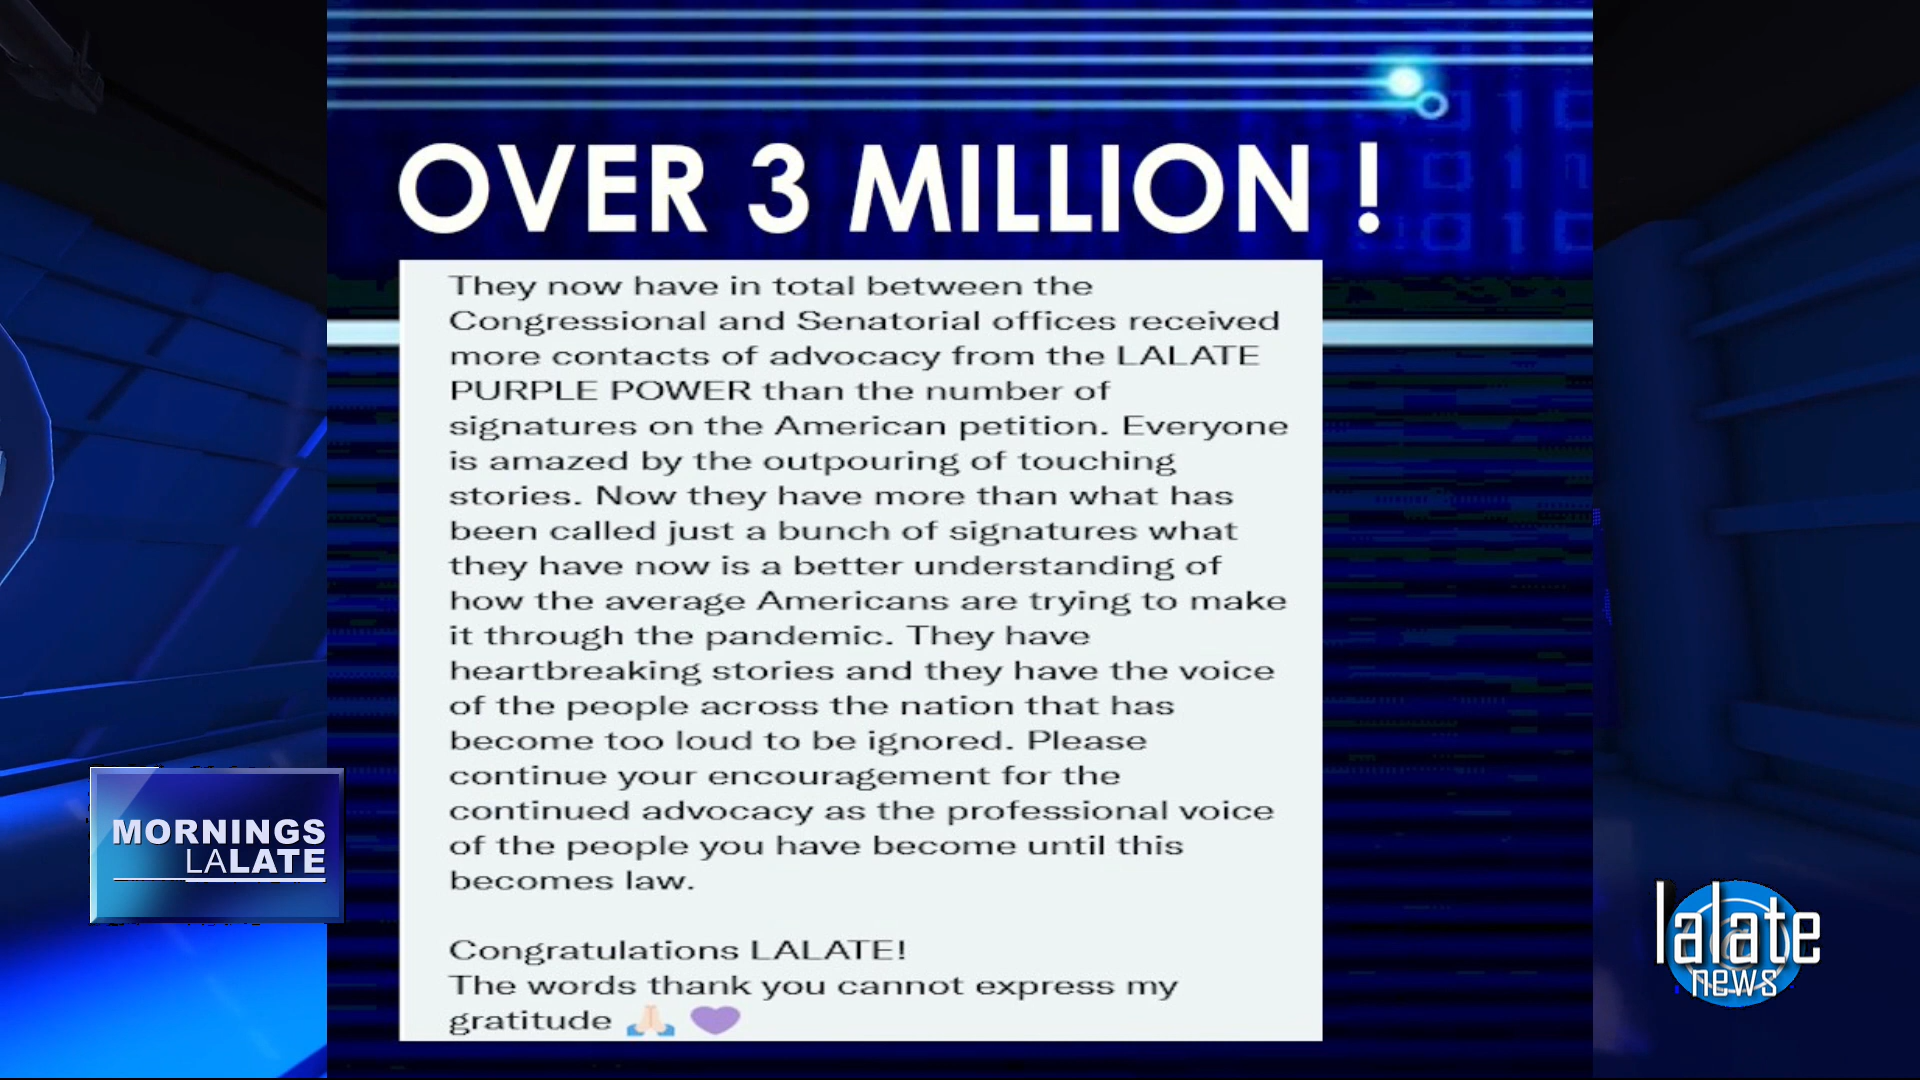 OVER 3 MILLION !
They now have in total between the
Congressional and Senatorial offices received
more contacts of advocacy from the LALATE
PURPLE POWER than the number of
signatures on the American petition. Everyone
is amazed by the outpouring of touching
stories. Now they have more than what has
been called just a bunch of signatures what
they have now is a better understanding of
how the average Americans are trying to make
it through the pandemic. They have
heartbreaking stories and they have the voice
of the people across the nation that has
become too loud to be ignored. Please
continue your encouragement for the
continued advocacy as the professional voice
of the people you have become until this
becomes law.
Congratulations LALATE!
The words thank you cannot express my
gratitude 🙏🏻 💜
MORNINGS
LALATE
lalate
news